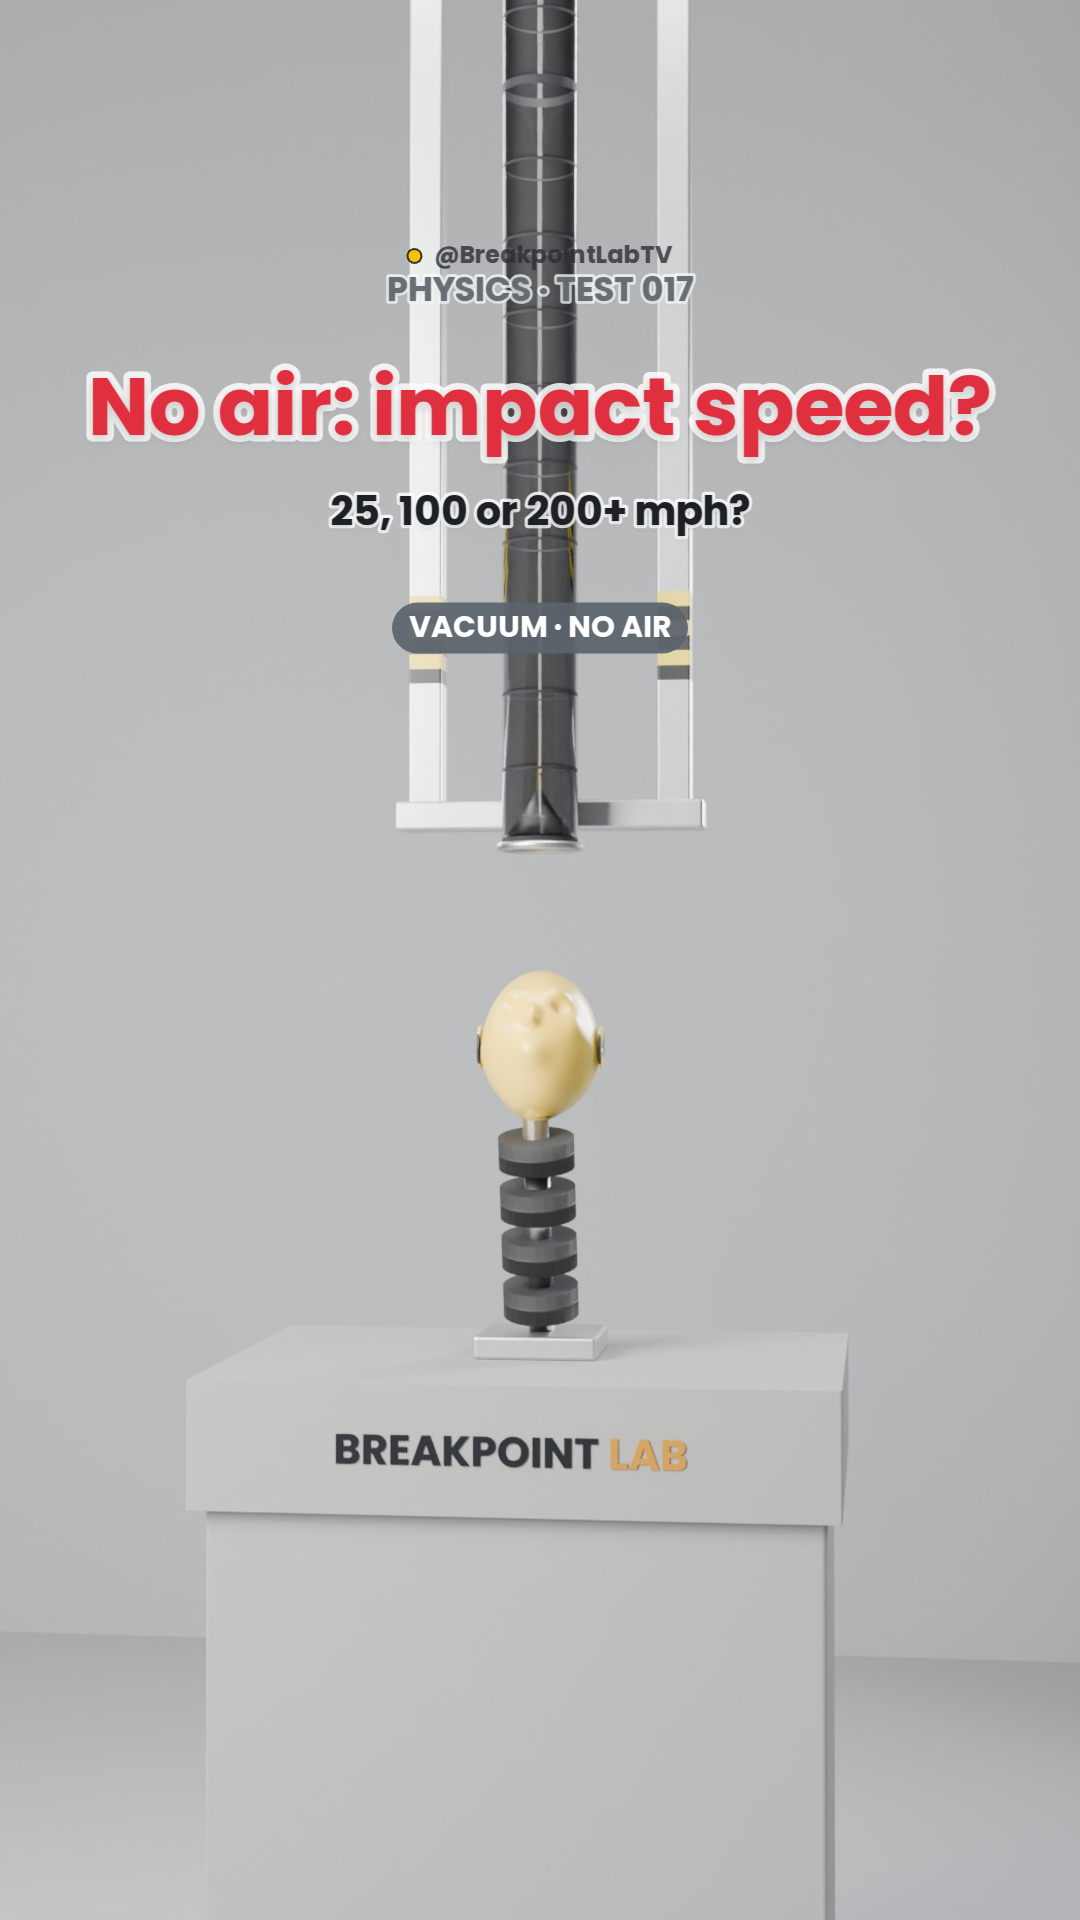 @BreakpointLabTV
PHYSICS · TEST 017
No air: impact speed?
25, 100 or 200+ mph?
VACUUM · NO AIR
BREAKPOINT LAB